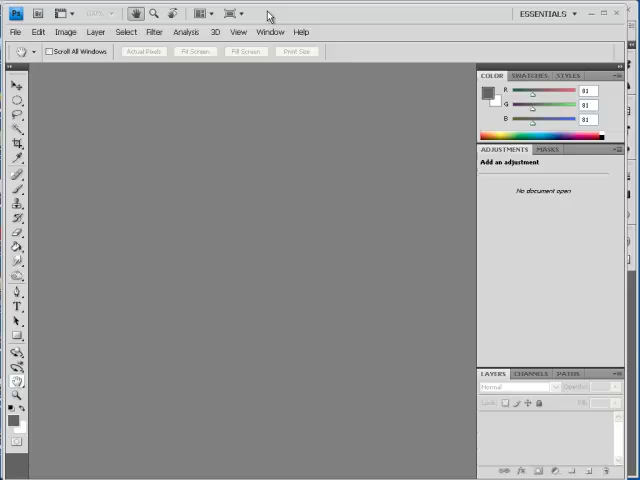 Ps Br 100% ESSENTIALS
File Edit Image Layer Select Filter Analysis 3D View Window Help
Scroll All Windows Actual Pixels Fit Screen Fill Screen Print Size
COLOR SWATCHES STYLES
R 81
G 81
B 81
ADJUSTMENTS MASKS
Add an adjustment
No document open
LAYERS CHANNELS PATHS
Normal Opacity:
Lock: Fill:
fx